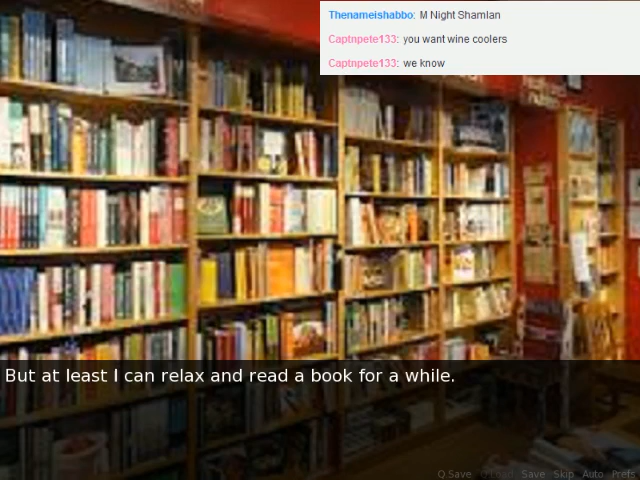 Thenameishabbo: M Night Shamlan
Captnpete133: you want wine coolers
Captnpete133: we know
But at least I can relax and read a book for a while.
Q.Save Q.Load Save Skip Auto Prefs